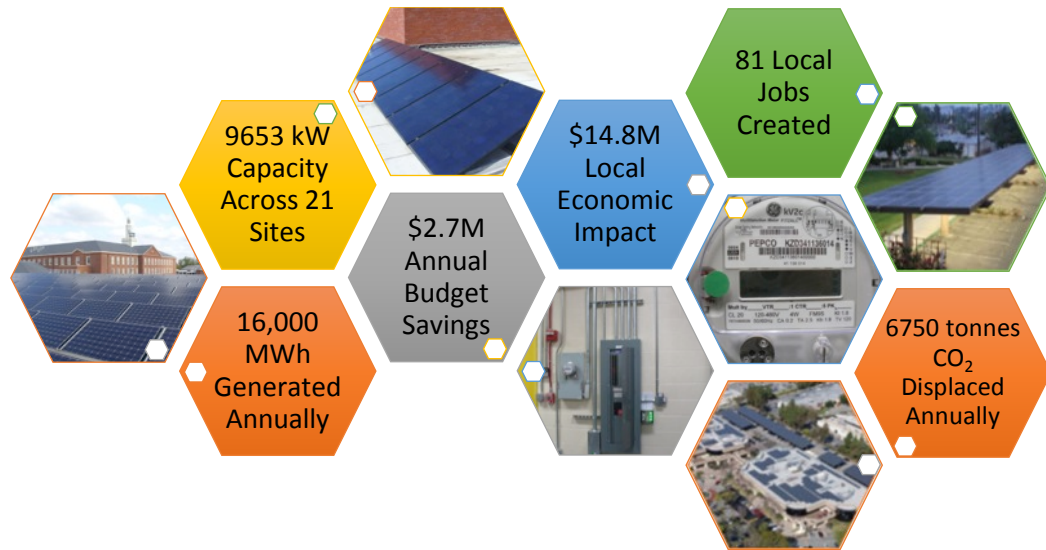 9653 kW
Capacity
Across 21
Sites
16,000
MWh
Generated
Annually
$2.7M
Annual
Budget
Savings
$14.8M
Local
Economic
Impact
81 Local
Jobs
Created
kV2c
PEPCO
6750 tonnes
CO₂
Displaced
Annually